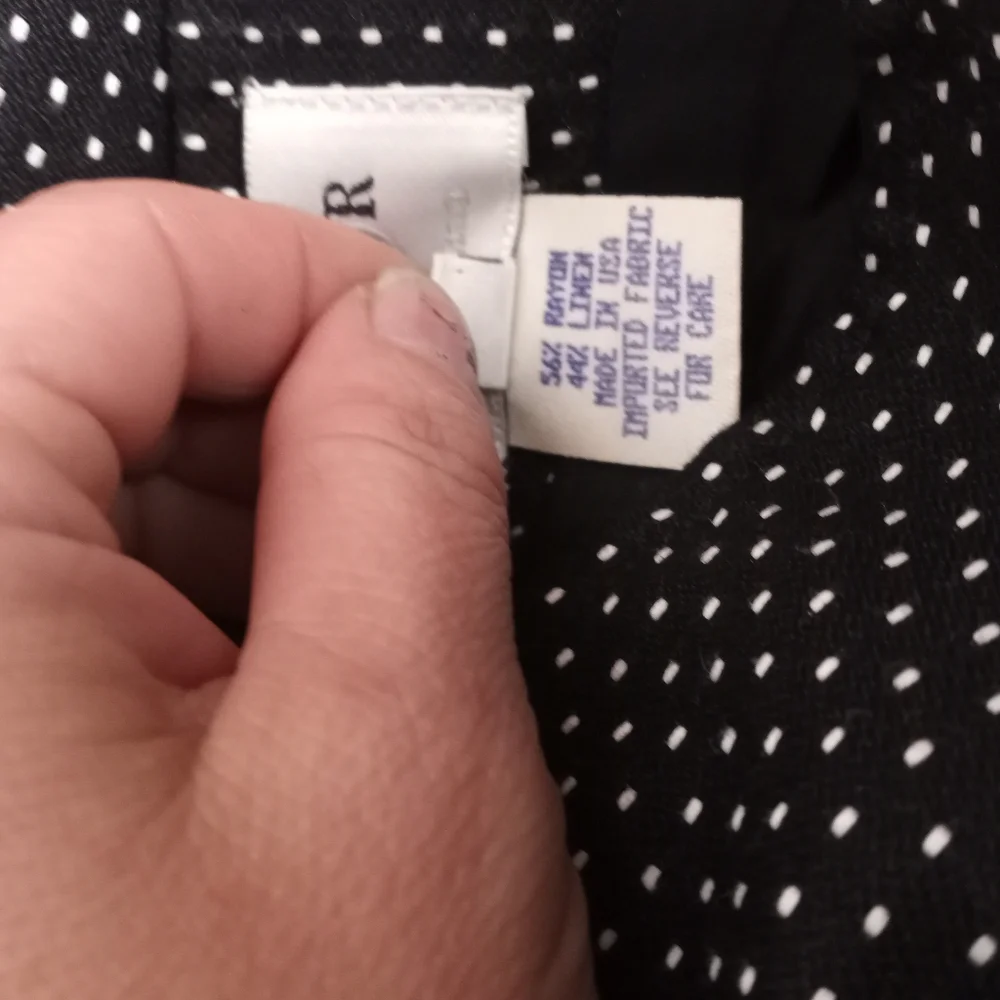 R
56% RAYON
44% LINEN
MADE IN USA
IMPORTED FABRIC
SEE REVERSE
FOR CARE